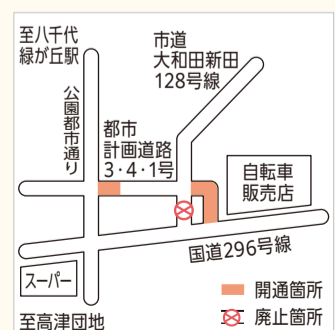 至八千代
緑が丘駅
市道
大和田新田
128号線
公園都市通り
都市
計画道路
3・4・1号
自転車
販売店
国道296号線
スーパー
開通箇所
至高津団地
廃止箇所